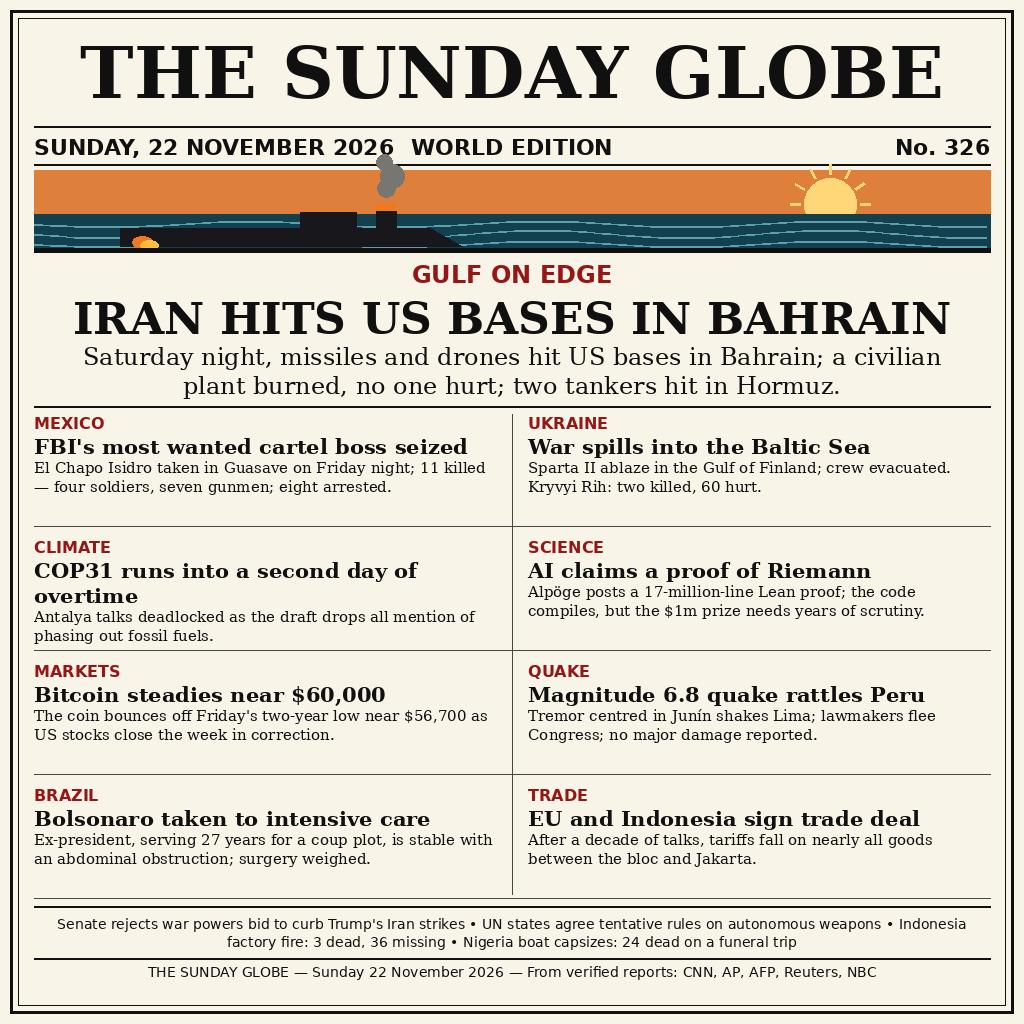 THE SUNDAY GLOBE
SUNDAY, 22 NOVEMBER 2026 WORLD EDITION No. 326
GULF ON EDGE
IRAN HITS US BASES IN BAHRAIN
Saturday night, missiles and drones hit US bases in Bahrain; a civilian
plant burned, no one hurt; two tankers hit in Hormuz.
MEXICO
FBI's most wanted cartel boss seized
El Chapo Isidro taken in Guasave on Friday night; 11 killed
— four soldiers, seven gunmen; eight arrested.
UKRAINE
War spills into the Baltic Sea
Sparta II ablaze in the Gulf of Finland; crew evacuated.
Kryvyi Rih: two killed, 60 hurt.
CLIMATE
COP31 runs into a second day of
overtime
Antalya talks deadlocked as the draft drops all mention of
phasing out fossil fuels.
SCIENCE
AI claims a proof of Riemann
Alpöge posts a 17-million-line Lean proof; the code
compiles, but the $1m prize needs years of scrutiny.
MARKETS
Bitcoin steadies near $60,000
The coin bounces off Friday's two-year low near $56,700 as
US stocks close the week in correction.
QUAKE
Magnitude 6.8 quake rattles Peru
Tremor centred in Junín shakes Lima; lawmakers flee
Congress; no major damage reported.
BRAZIL
Bolsonaro taken to intensive care
Ex-president, serving 27 years for a coup plot, is stable with
an abdominal obstruction; surgery weighed.
TRADE
EU and Indonesia sign trade deal
After a decade of talks, tariffs fall on nearly all goods
between the bloc and Jakarta.
Senate rejects war powers bid to curb Trump's Iran strikes • UN states agree tentative rules on autonomous weapons • Indonesia
factory fire: 3 dead, 36 missing • Nigeria boat capsizes: 24 dead on a funeral trip
THE SUNDAY GLOBE — Sunday 22 November 2026 — From verified reports: CNN, AP, AFP, Reuters, NBC